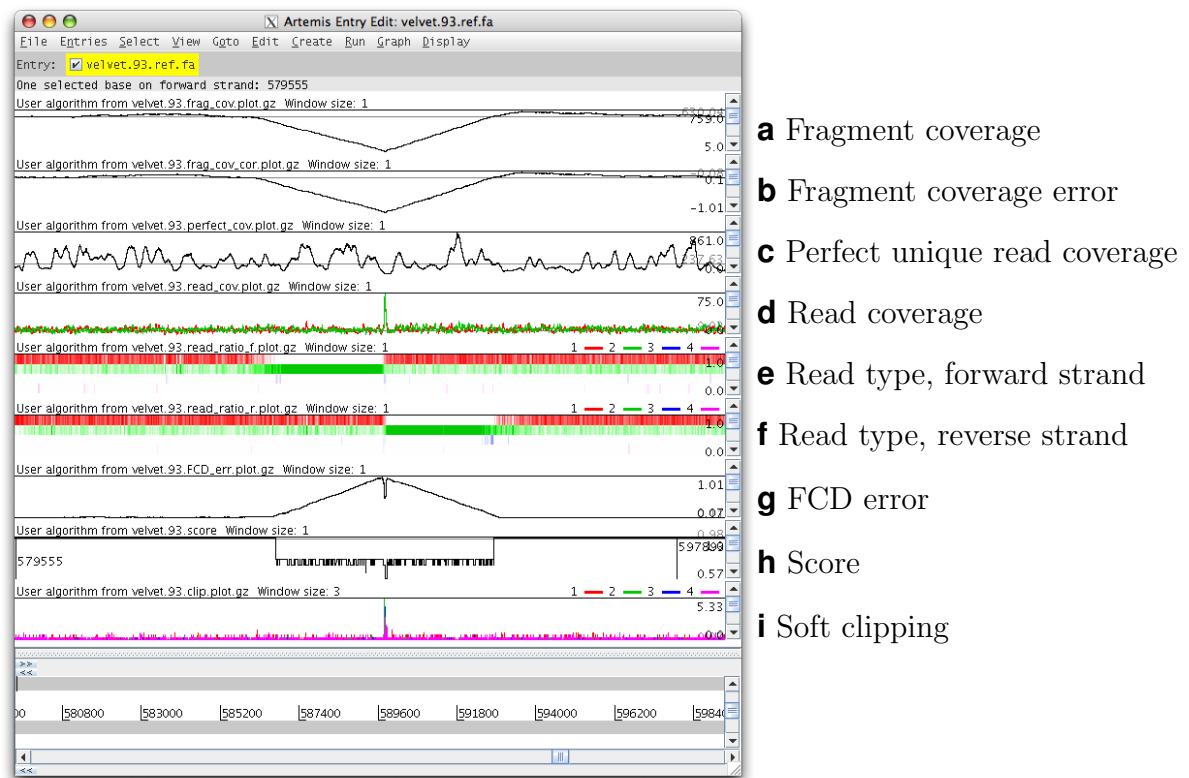 Artemis Entry Edit: velvet.93.ref.fa
File Entries Select View Goto Edit Create Run Graph Display
Entry: velvet.93.ref.fa
One selected base on forward strand: 579555
User algorithm from velvet.93.frag_cov.plot.gz Window size: 1
759.0
5.0
a Fragment coverage
User algorithm from velvet.93.frag_cov_cor.plot.gz Window size: 1
0.1
-1.01
b Fragment coverage error
User algorithm from velvet.93.perfect_cov.plot.gz Window size: 1
861.0
0.0
c Perfect unique read coverage
User algorithm from velvet.93.read_cov.plot.gz Window size: 1
75.0
d Read coverage
User algorithm from velvet.93.read_ratio_f.plot.gz Window size: 1
1 2 3 4
1.0
0.0
e Read type, forward strand
User algorithm from velvet.93.read_ratio_r.plot.gz Window size: 1
1 2 3 4
1.0
0.0
f Read type, reverse strand
User algorithm from velvet.93.FCD_err.plot.gz Window size: 1
1.01
0.07
g FCD error
User algorithm from velvet.93.score Window size: 1
0.98
579555
0.57
h Score
User algorithm from velvet.93.clip.plot.gz Window size: 3
1 2 3 4
5.33
0.0
i Soft clipping
>>
<<
580800 583000 585200 587400 589600 591800 594000 596200 5984
<<